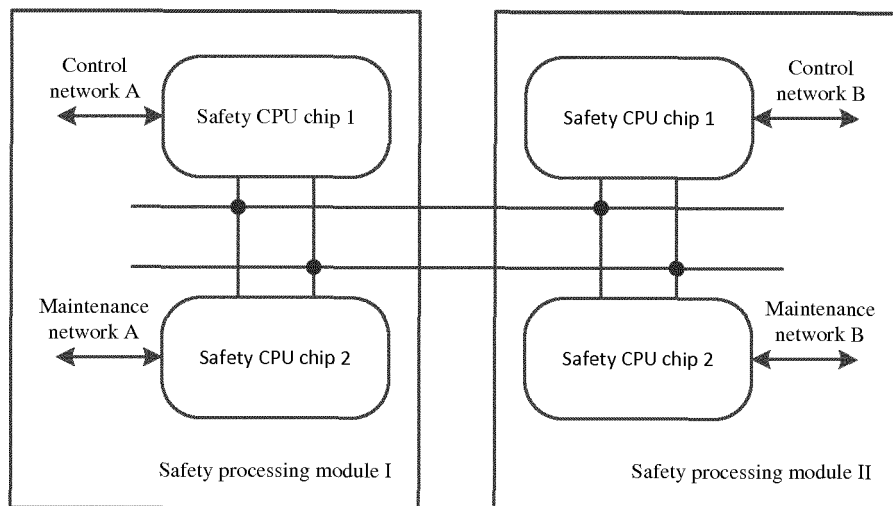 Control
network A
Safety CPU chip 1
Maintenance
network A
Safety CPU chip 2
Safety processing module I
Safety CPU chip 1
Control
network B
Safety CPU chip 2
Maintenance
network B
Safety processing module II